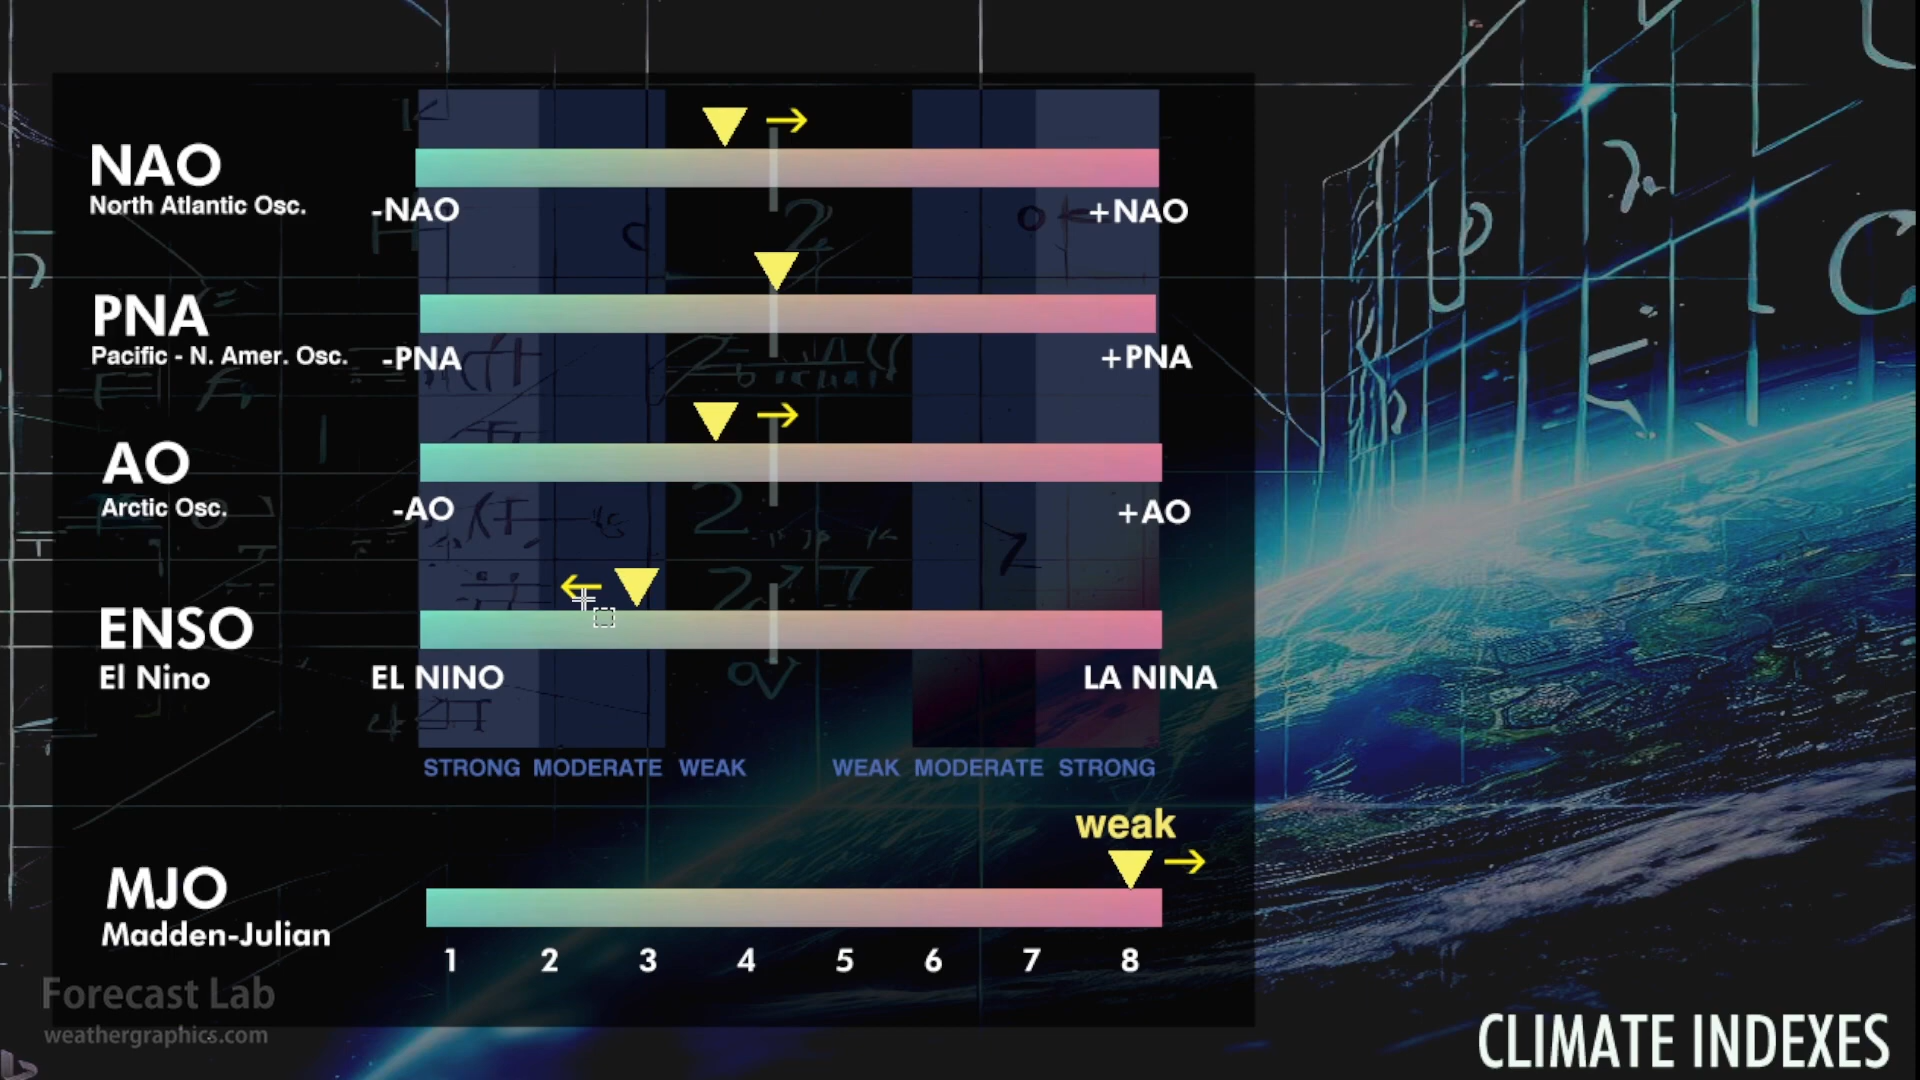 NAO
North Atlantic Osc.
-NAO
+NAO
PNA
Pacific - N. Amer. Osc.
-PNA
+PNA
AO
Arctic Osc.
-AO
+AO
ENSO
El Nino
EL NINO
LA NINA
STRONG MODERATE WEAK WEAK MODERATE STRONG
weak
MJO
Madden-Julian
1 2 3 4 5 6 7 8
Forecast Lab
weathergraphics.com
CLIMATE INDEXES